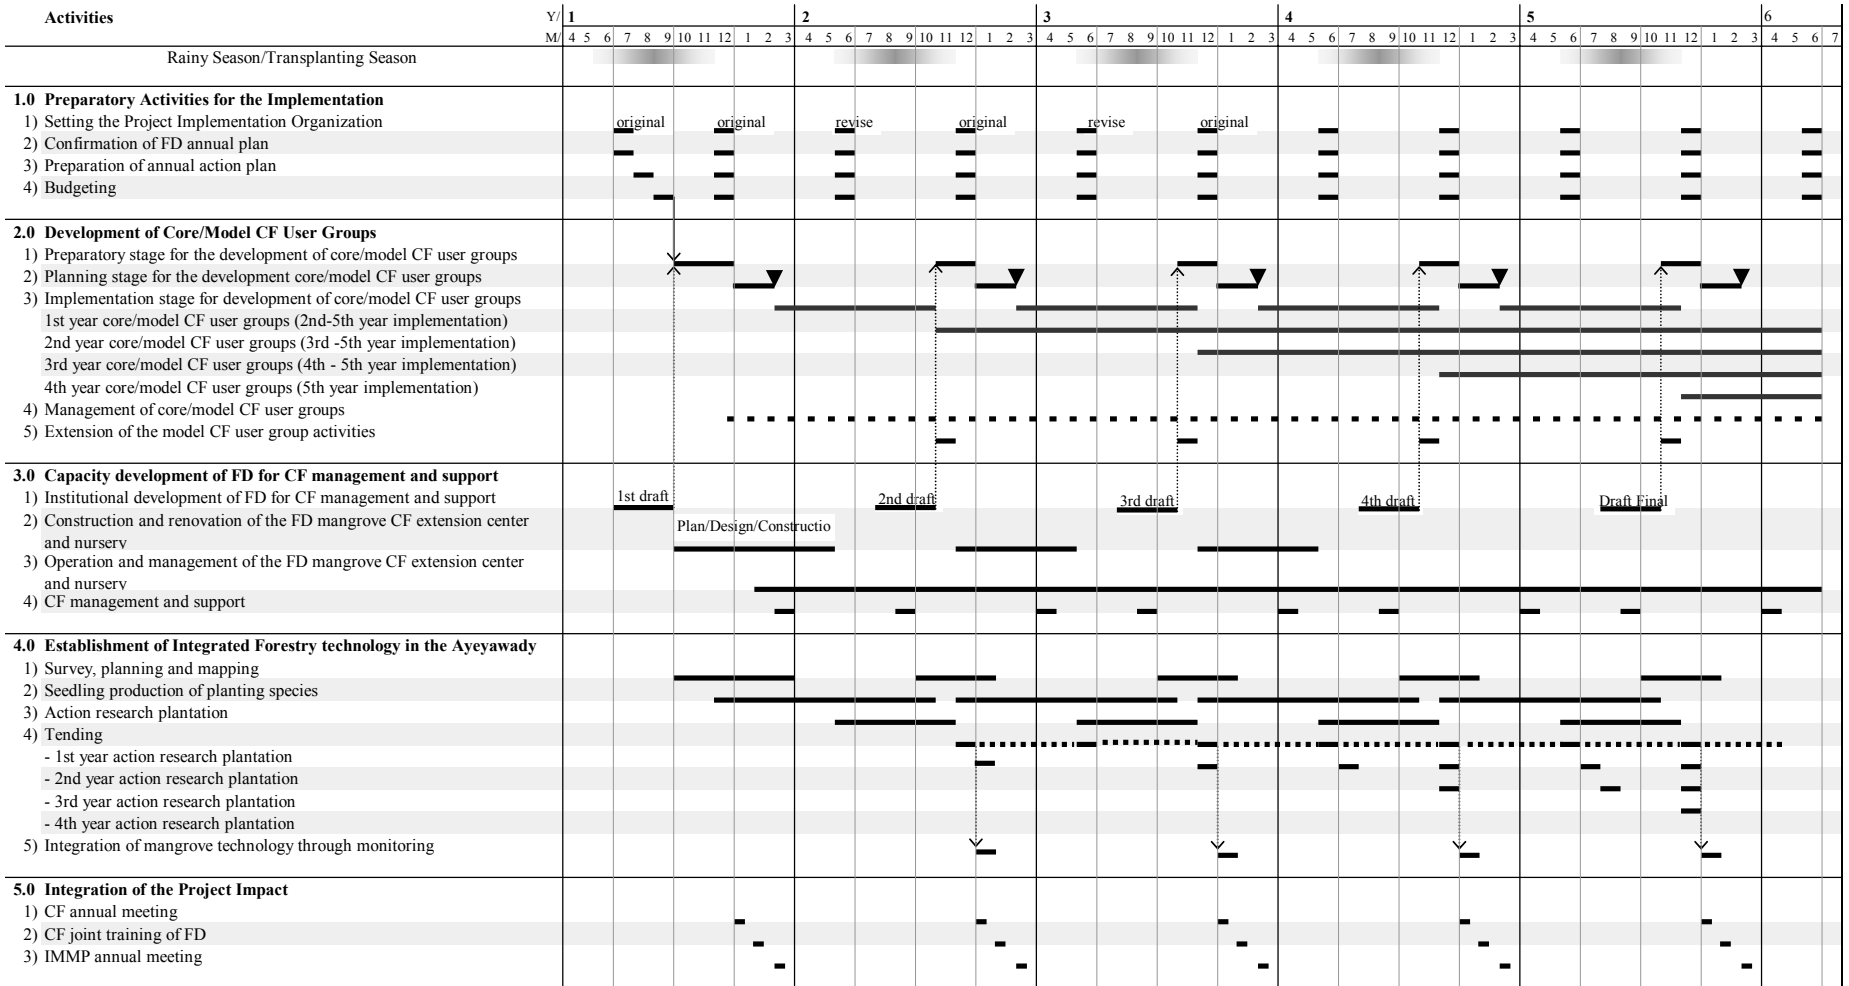 Activities Y/ 1 2 3 4 5 6
M/ 4 5 6 7 8 9 10 11 12 1 2 3 4 5 6 7 8 9 10 11 12 1 2 3 4 5 6 7 8 9 10 11 12 1 2 3 4 5 6 7 8 9 10 11 12 1 2 3 4 5 6 7 8 9 10 11 12 1 2 3 4 5 6 7
Rainy Season/Transplanting Season
1.0 Preparatory Activities for the Implementation
1) Setting the Project Implementation Organization original original revise original revise original
2) Confirmation of FD annual plan
3) Preparation of annual action plan
4) Budgeting
2.0 Development of Core/Model CF User Groups
1) Preparatory stage for the development of core/model CF user groups
2) Planning stage for the development core/model CF user groups
3) Implementation stage for development of core/model CF user groups
1st year core/model CF user groups (2nd-5th year implementation)
2nd year core/model CF user groups (3rd -5th year implementation)
3rd year core/model CF user groups (4th - 5th year implementation)
4th year core/model CF user groups (5th year implementation)
4) Management of core/model CF user groups
5) Extension of the model CF user group activities
3.0 Capacity development of FD for CF management and support
1) Institutional development of FD for CF management and support 1st draft 2nd draft 3rd draft 4th draft Draft Final
2) Construction and renovation of the FD mangrove CF extension center Plan/Design/Constructio
and nursery
3) Operation and management of the FD mangrove CF extension center
and nursery
4) CF management and support
4.0 Establishment of Integrated Forestry technology in the Ayeyawady
1) Survey, planning and mapping
2) Seedling production of planting species
3) Action research plantation
4) Tending
- 1st year action research plantation
- 2nd year action research plantation
- 3rd year action research plantation
- 4th year action research plantation
5) Integration of mangrove technology through monitoring
5.0 Integration of the Project Impact
1) CF annual meeting
2) CF joint training of FD
3) IMMP annual meeting